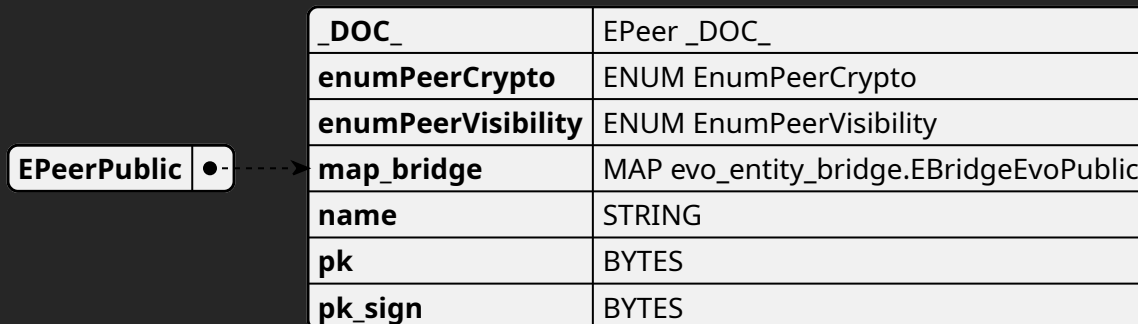 _DOC_ EPeer _DOC_
enumPeerCrypto ENUM EnumPeerCrypto
enumPeerVisibility ENUM EnumPeerVisibility
EPeerPublic map_bridge MAP evo_entity_bridge.EBridgeEvoPublic
name STRING
pk BYTES
pk_sign BYTES